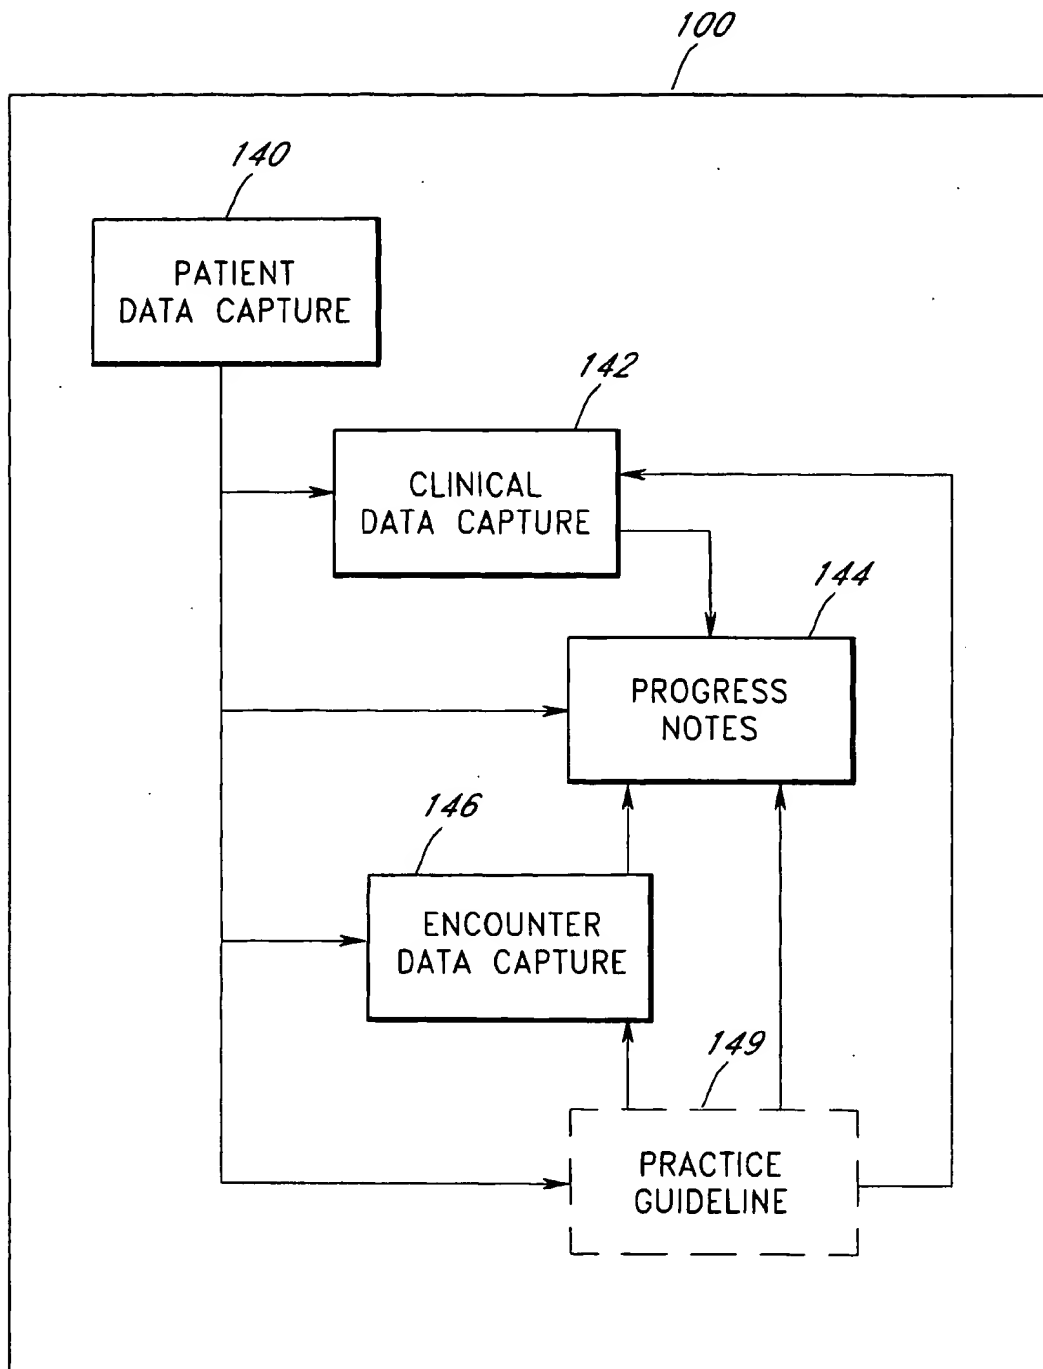 100
140
PATIENT
DATA CAPTURE
142
CLINICAL
DATA CAPTURE
144
PROGRESS
NOTES
146
ENCOUNTER
DATA CAPTURE
149
PRACTICE
GUIDELINE